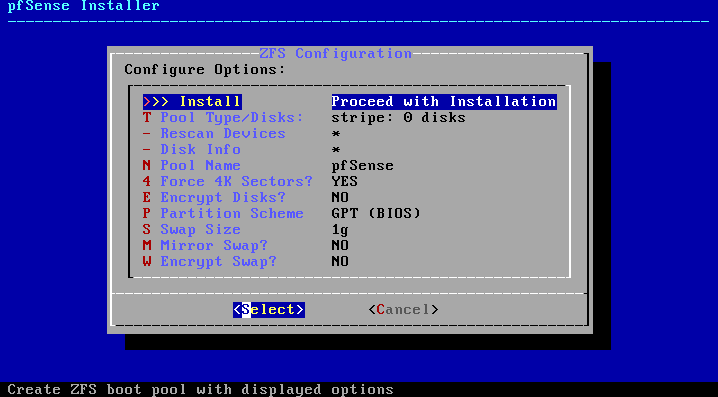 pfSense Installer
ZFS Configuration
Configure Options:
>>> Install Proceed with Installation
T Pool Type/Disks: stripe: 0 disks
- Rescan Devices *
- Disk Info *
N Pool Name pfSense
4 Force 4K Sectors? YES
E Encrypt Disks? NO
P Partition Scheme GPT (BIOS)
S Swap Size 1g
M Mirror Swap? NO
W Encrypt Swap? NO
<Select> <Cancel>
Create ZFS boot pool with displayed options